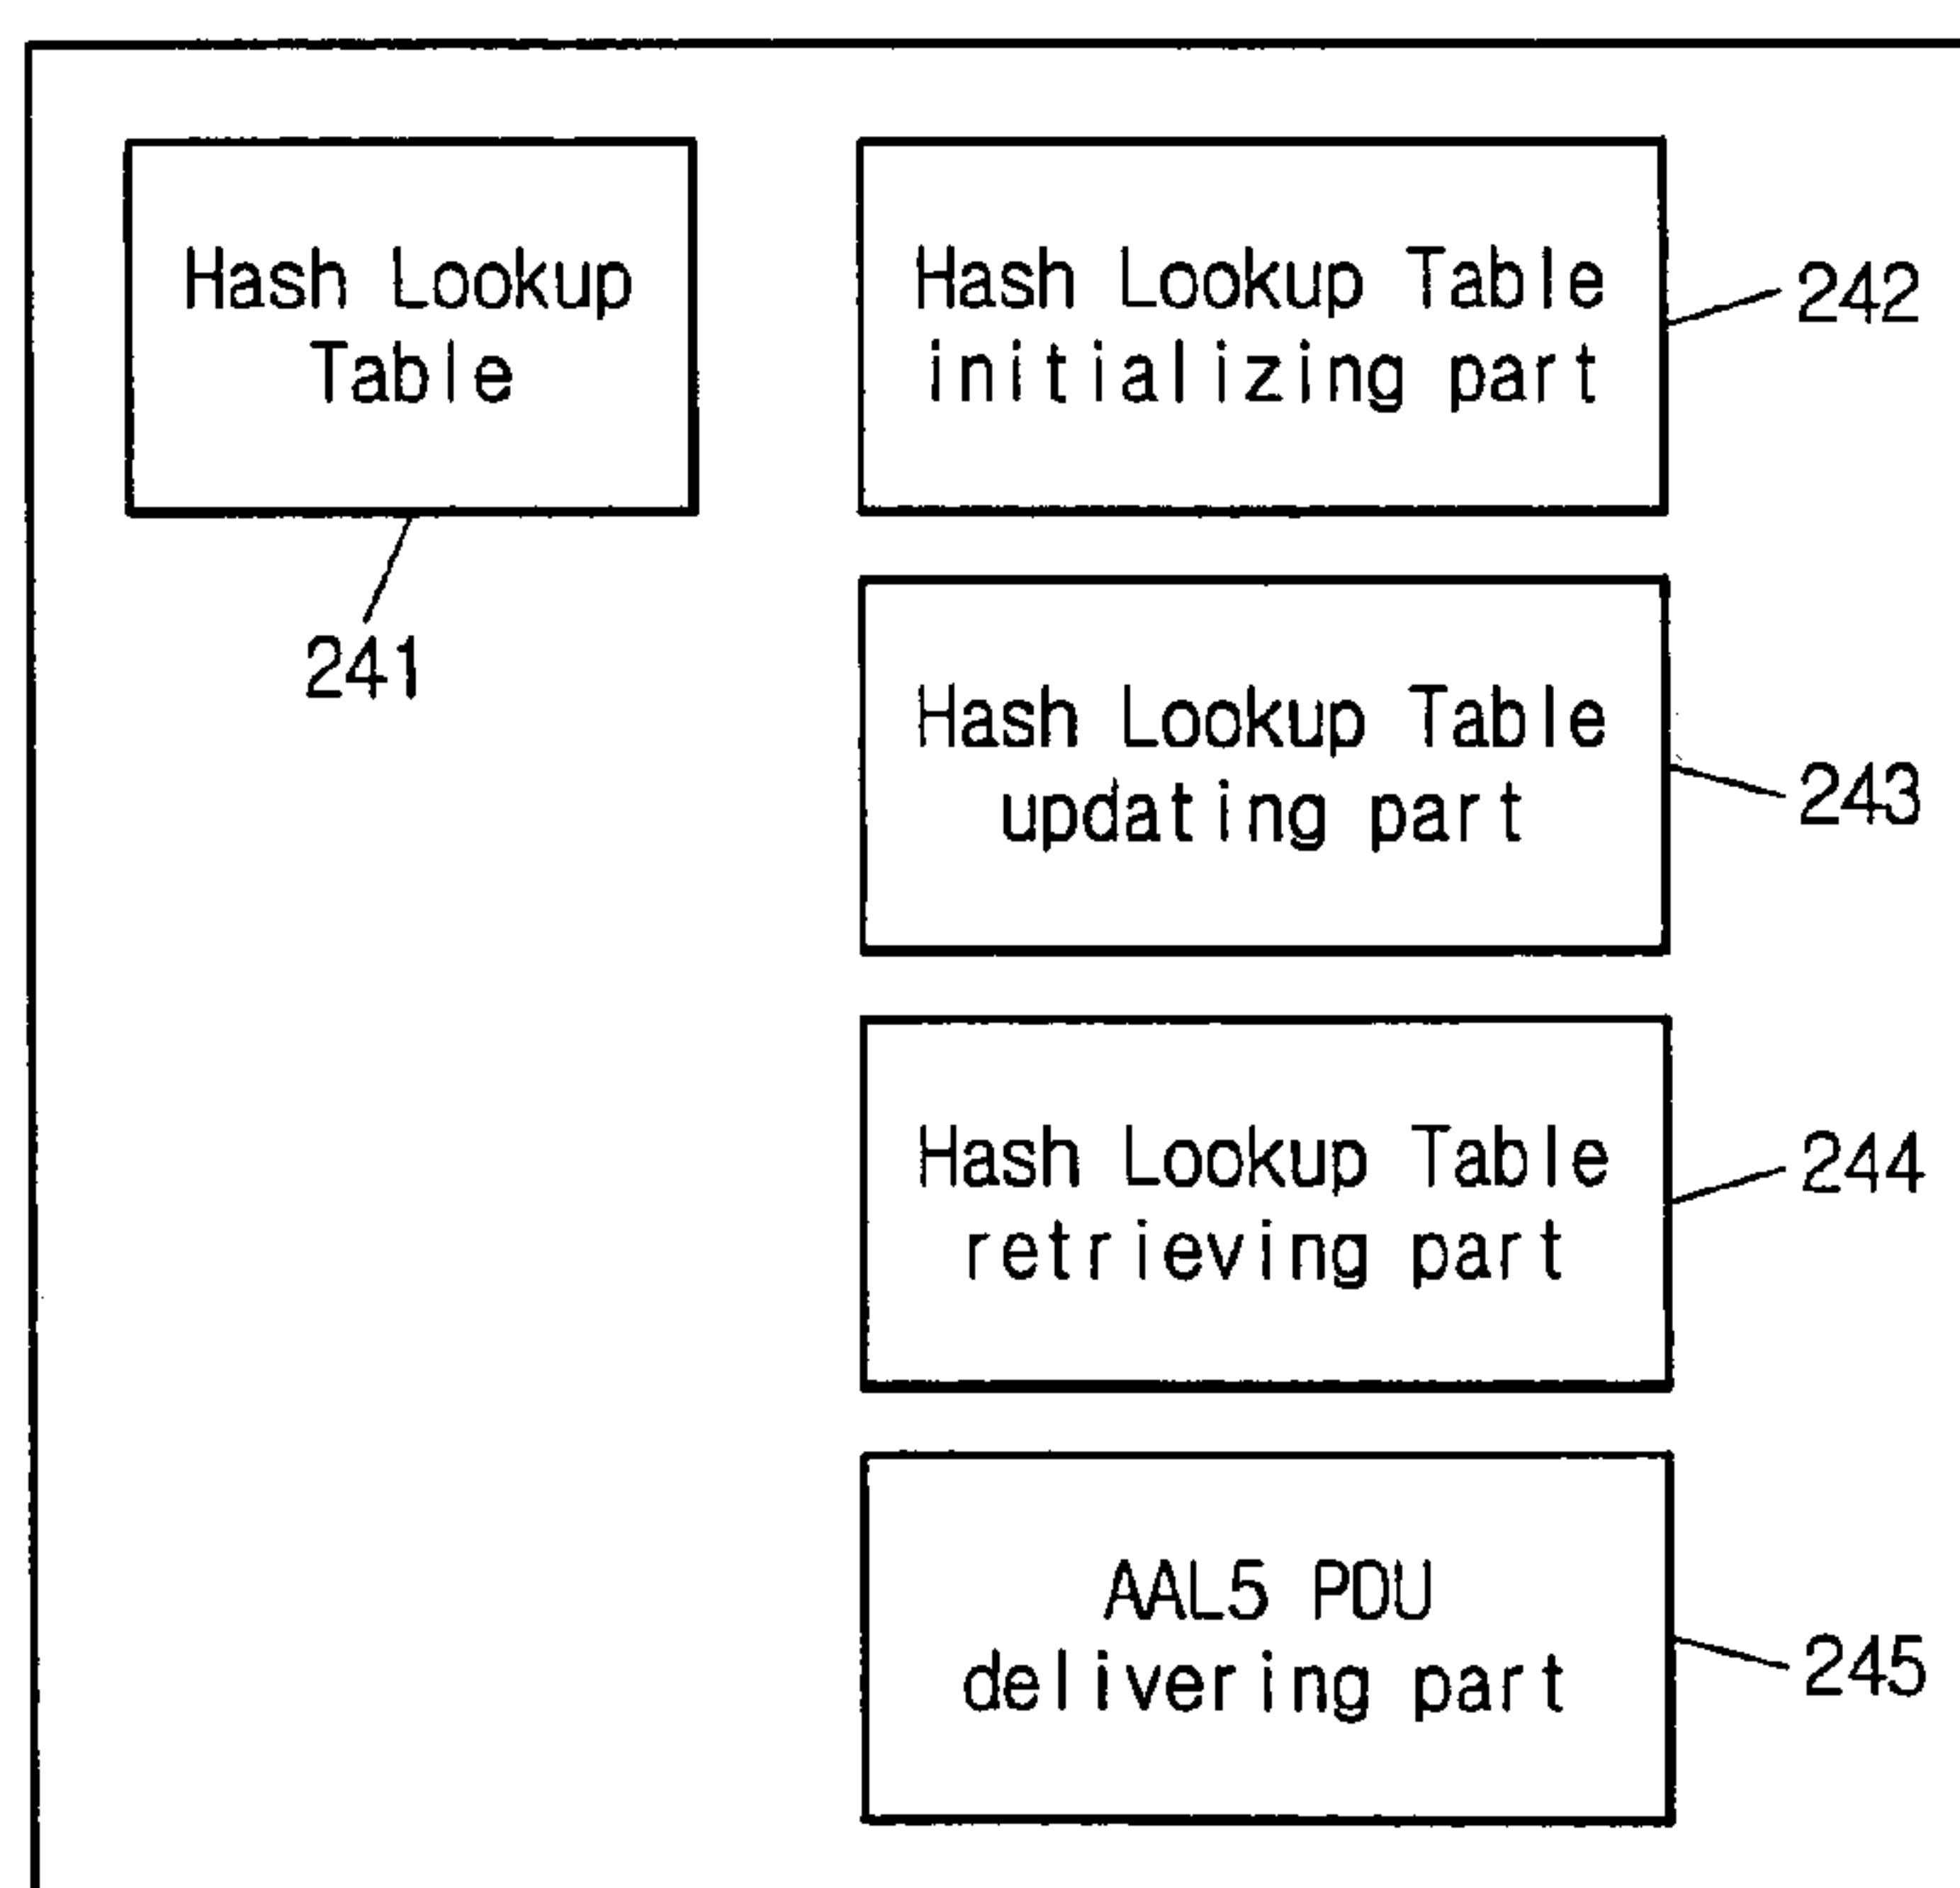 Hash Lookup
Table
241
Hash Lookup Table
initializing part
242
Hash Lookup Table
updating part
243
Hash Lookup Table
retrieving part
244
AAL5 PDU
delivering part
245